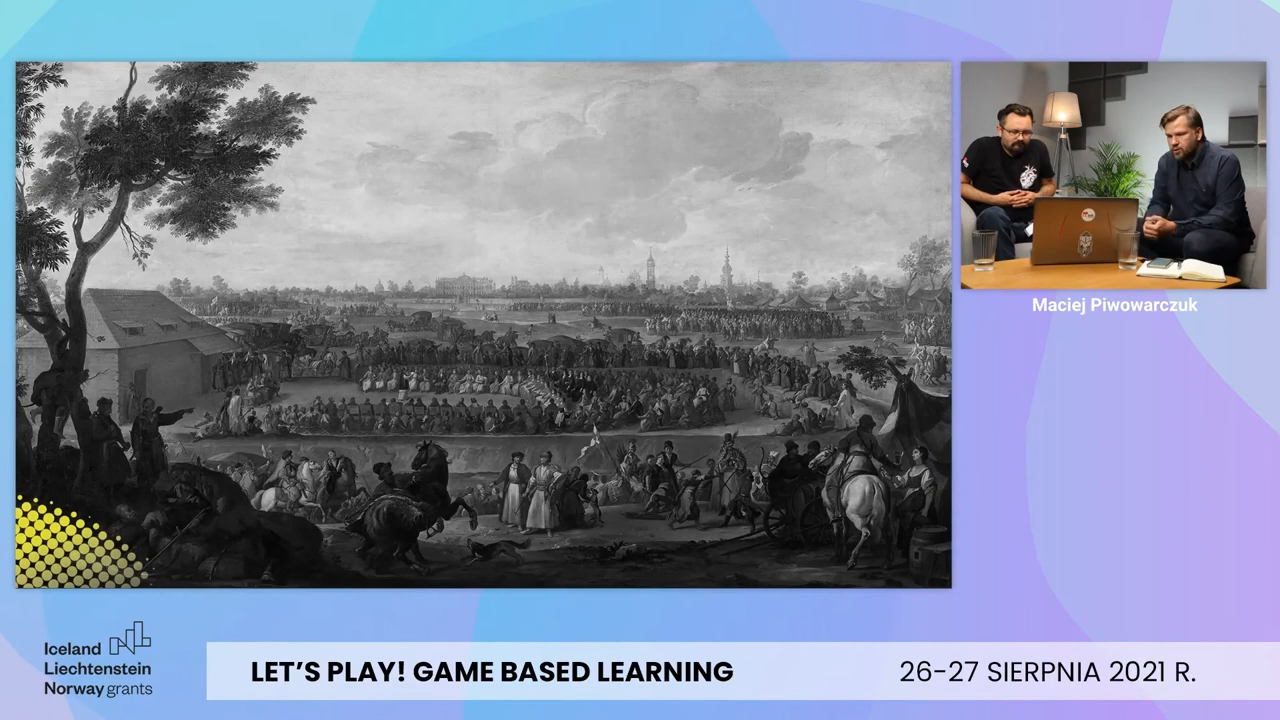 Maciej Piwowarczuk
Iceland
Liechtenstein
Norway grants
LET'S PLAY! GAME BASED LEARNING
26-27 SIERPNIA 2021 R.